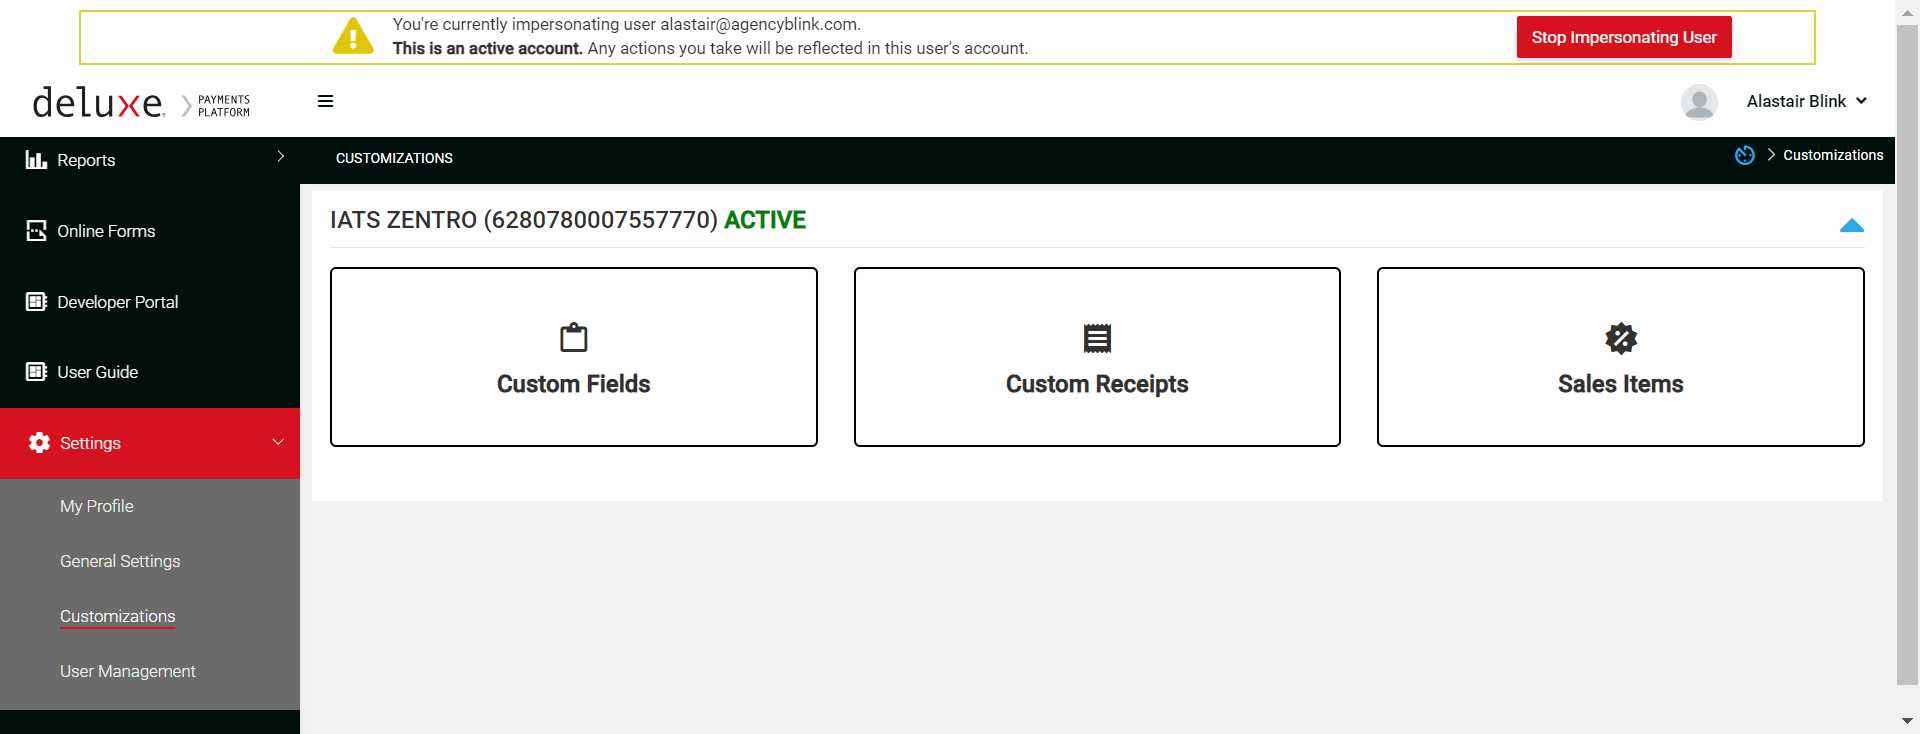 You're currently impersonating user alastair@agencyblink.com.
This is an active account. Any actions you take will be reflected in this user's account.
Stop Impersonating User
deluxe.
PAYMENTS
PLATFORM
Alastair Blink
Reports
Online Forms
Developer Portal
User Guide
Settings
My Profile
General Settings
Customizations
User Management
CUSTOMIZATIONS
Customizations
IATS ZENTRO (6280780007557770) ACTIVE
Custom Fields
Custom Receipts
Sales Items